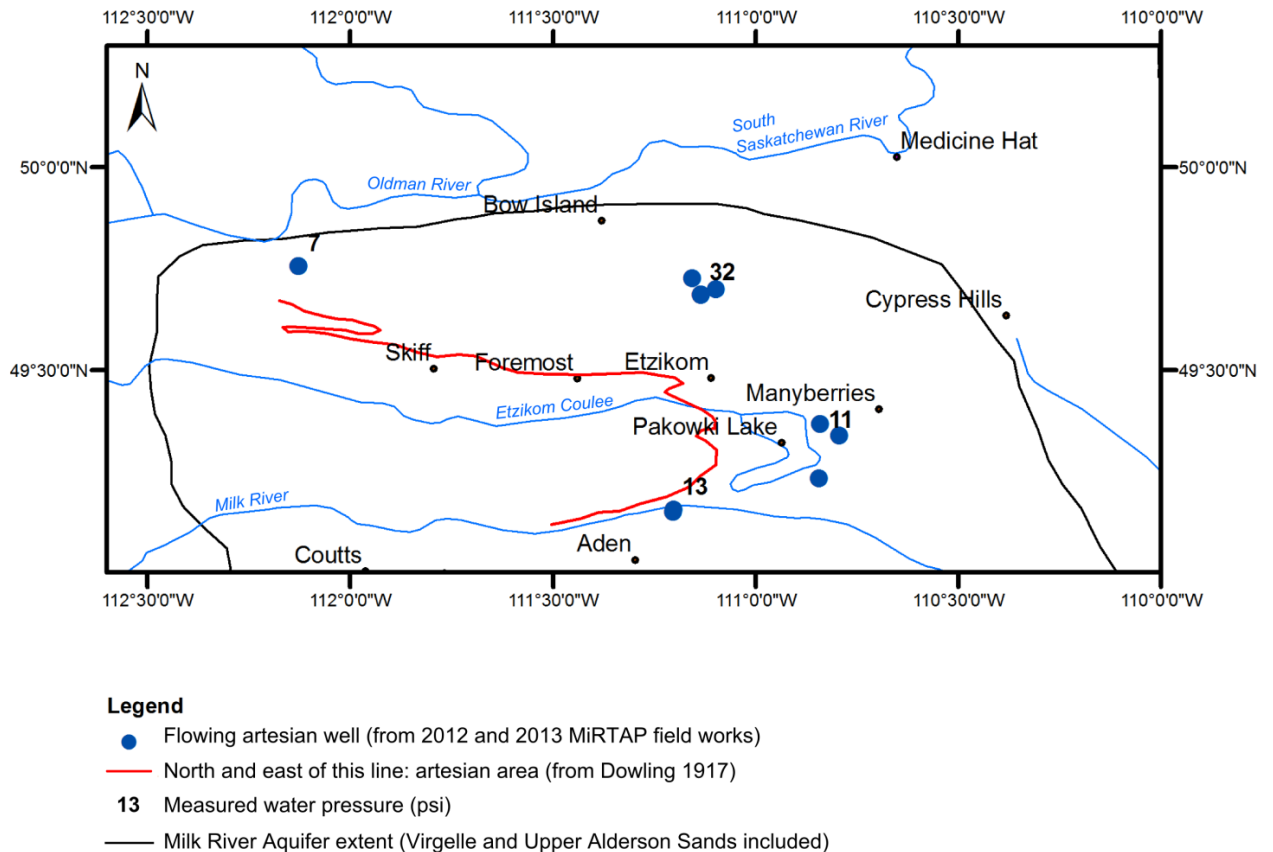 112°30'0"W 112°0'0"W 111°30'0"W 111°0'0"W 110°30'0"W 110°0'0"W
N
South
Saskatchewan River
Medicine Hat
50°0'0"N 50°0'0"N
Oldman River
Bow Island
7
32
Cypress Hills
Skiff
Foremost
Etzikom
49°30'0"N 49°30'0"N
Manyberries
Etzikom Coulee
11
Pakowki Lake
13
Milk River
Aden
Coutts
112°30'0"W 112°0'0"W 111°30'0"W 111°0'0"W 110°30'0"W 110°0'0"W
Legend
Flowing artesian well (from 2012 and 2013 MiRTAP field works)
North and east of this line: artesian area (from Dowling 1917)
13 Measured water pressure (psi)
Milk River Aquifer extent (Virgelle and Upper Alderson Sands included)